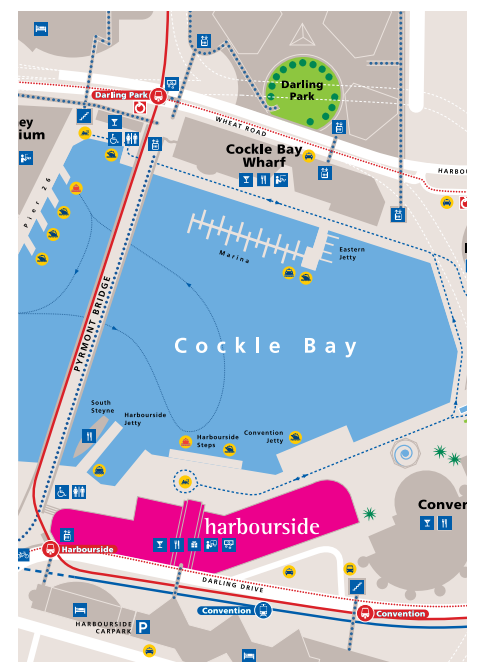 Darling Park
Darling
Park
WHEAT ROAD
ey
ium
Cockle Bay
Wharf
HARBOU
Pier 26
Marina
Eastern
Jetty
PYRMONT BRIDGE
Cockle Bay
South
Steyne
Harbourside
Jetty
Harbourside
Steps
Convention
Jetty
Conven
harbourside
Harbourside
DARLING DRIVE
Convention
Convention
HARBOURSIDE
CARPARK
P